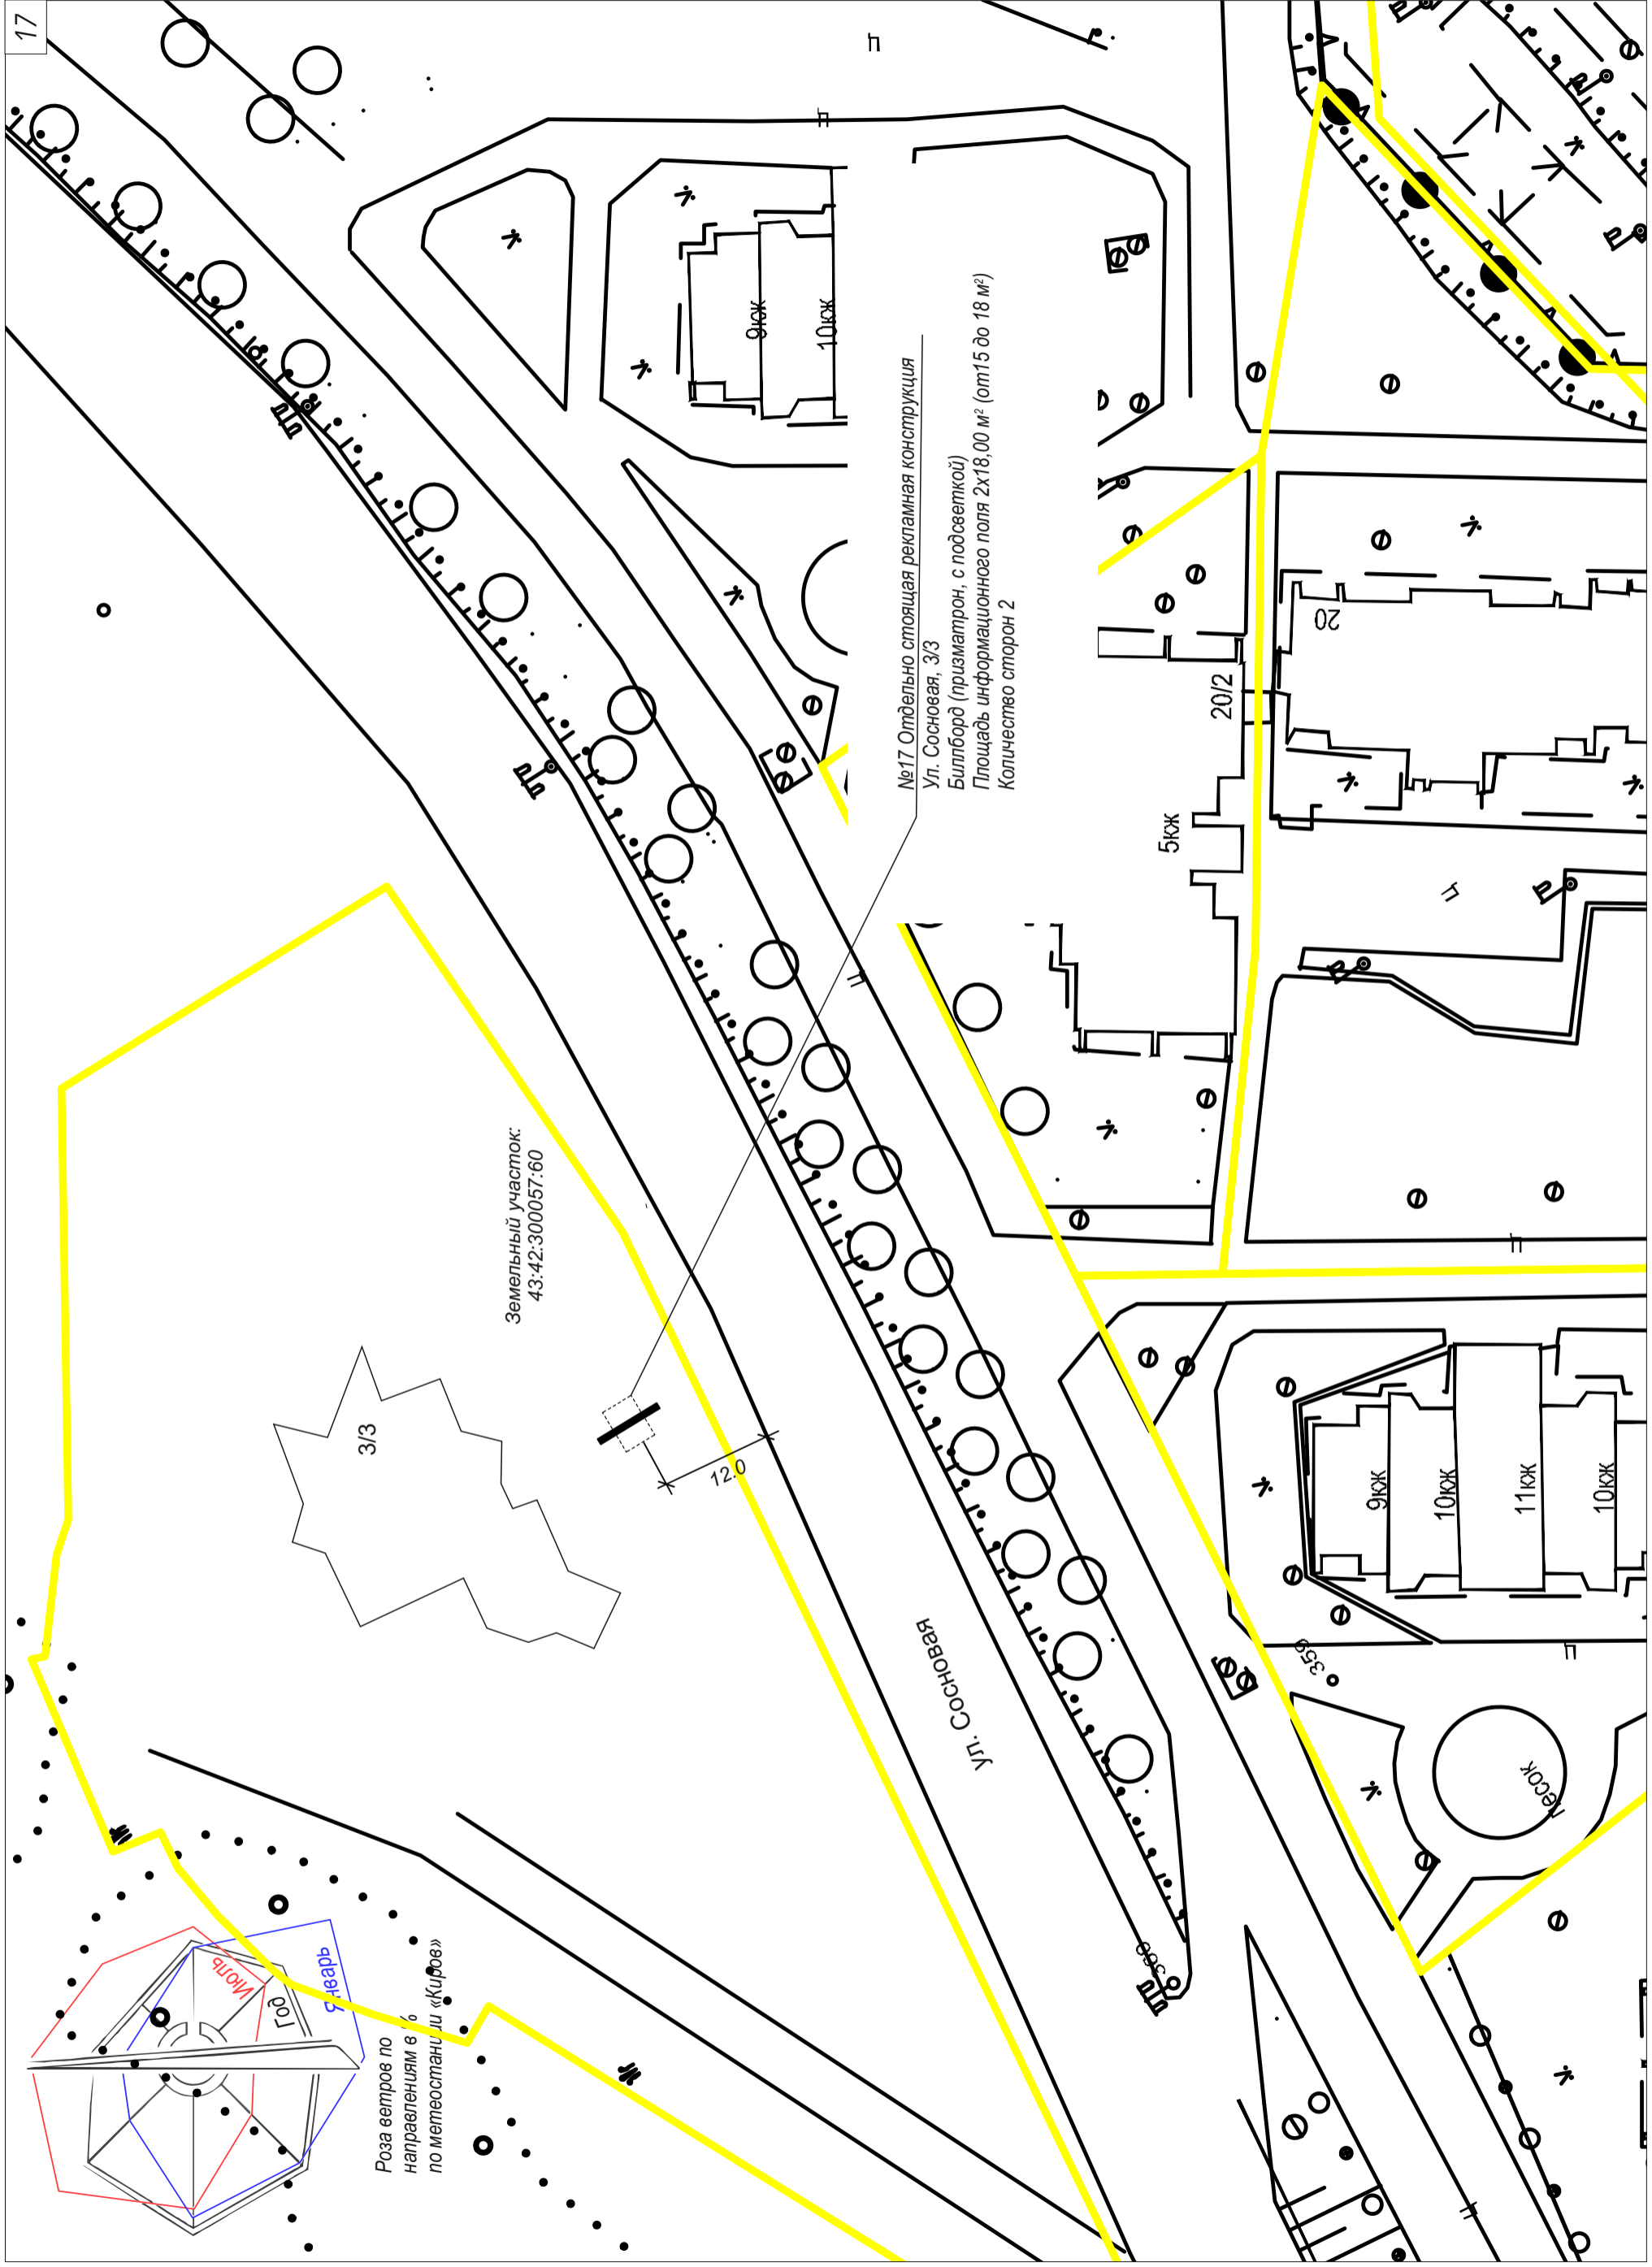 17
№17 Отдельно стоящая рекламная конструкция
Ул. Сосновая, 3/3
Биллборд (призматрон, с подсветкой)
Площадь информационного поля 2х18,00 м² (от15 до 18 м²)
Количество сторон 2
Земельный участок:
43:42:300057:60
3/3
12.0
ул. Сосновая
9кж
10кж
20
20/2
5кж
9кж
10кж
11кж
10кж
359
368
песок
Июль
Год
Январь
Роза ветров по
направлениям в %
по метеостанции «Киров»
П
П
П
П
П
П
П